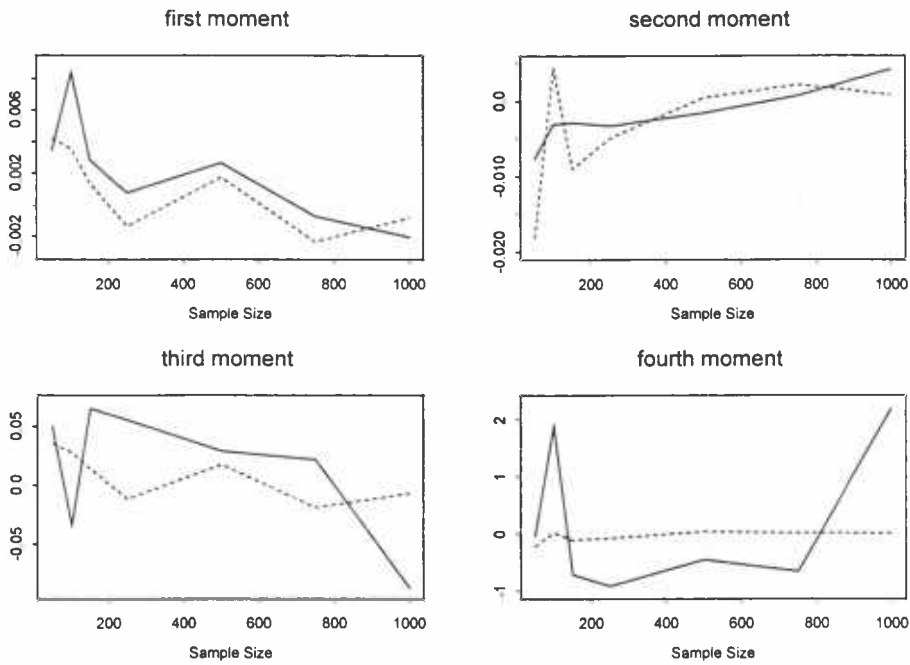 first moment
0.006
0.002
-0.002
200 400 600 800 1000
Sample Size
second moment
0.0
-0.010
-0.020
200 400 600 800 1000
Sample Size
third moment
0.05
0.0
-0.05
200 400 600 800 1000
Sample Size
fourth moment
2
1
0
-1
200 400 600 800 1000
Sample Size